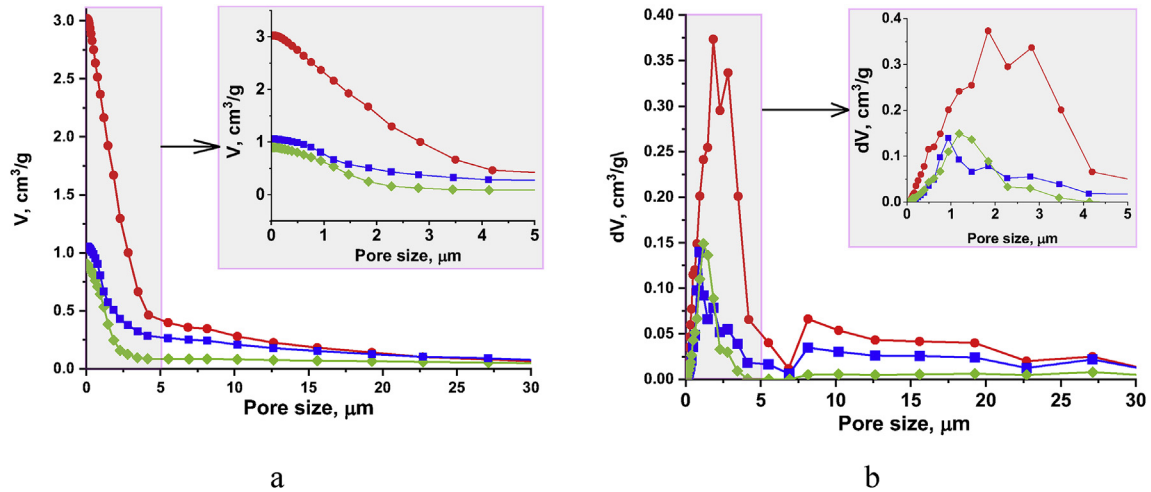 3.0
2.5
2.0
1.5
1.0
0.5
0.0
V, cm³/g
0 5 10 15 20 25 30
Pore size, μm
3
2
1
0
V, cm³/g
0 1 2 3 4 5
Pore size, μm
a
0.40
0.35
0.30
0.25
0.20
0.15
0.10
0.05
0.00
dV, cm³/g\
0 5 10 15 20 25 30
Pore size, μm
0.4
0.3
0.2
0.1
0.0
dV, cm³/g
0 1 2 3 4 5
Pore size, μm
b